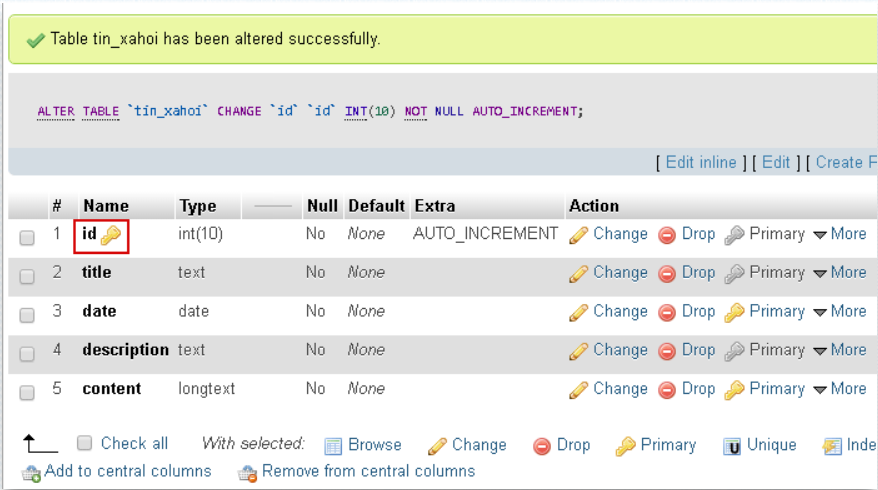 Table tin_xahoi has been altered successfully.
ALTER TABLE `tin_xahoi` CHANGE `id` `id` INT(10) NOT NULL AUTO_INCREMENT;
[ Edit inline ] [ Edit ] [ Create F
# Name Type Null Default Extra Action
1 id int(10) No None AUTO_INCREMENT Change Drop Primary More
2 title text No None Change Drop Primary More
3 date date No None Change Drop Primary More
4 description text No None Change Drop Primary More
5 content longtext No None Change Drop Primary More
Check all With selected: Browse Change Drop Primary U Unique Inde
Add to central columns Remove from central columns